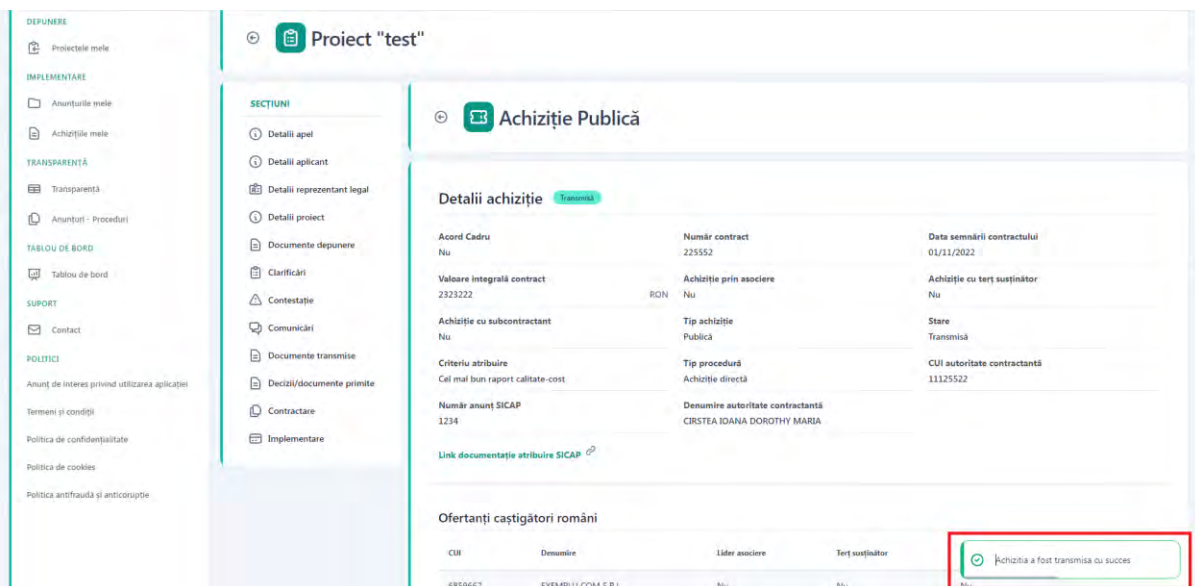 DEPUNERE
Proiectele mele
IMPLEMENTARE
Anunțurile mele
Achizițiile mele
TRANSPARENȚĂ
Transparență
Anunțuri - Proceduri
TABLOU DE BORD
Tablou de bord
SUPORT
Contact
POLITICI
Anunț de interes privind utilizarea aplicației
Termeni și condiții
Politica de confidențialitate
Politica de cookies
Politica antifraudă și anticorupție
Proiect "test"
SECȚIUNI
Detalii apel
Detalii aplicant
Detalii reprezentant legal
Detalii proiect
Documente depunere
Clarificări
Contestație
Comunicări
Documente transmise
Decizii/documente primite
Contractare
Implementare
Achiziție Publică
Detalii achiziție Transmisă
Acord Cadru Număr contract Data semnării contractului
Nu 225552 01/11/2022
Valoare integrală contract Achiziție prin asociere Achiziție cu terț susținător
2323222 RON Nu Nu
Achiziție cu subcontractant Tip achiziție Stare
Nu Publică Transmisă
Criteriu atribuire Tip procedură CUI autoritate contractantă
Cel mai bun raport calitate-cost Achiziție directă 11125522
Număr anunț SICAP Denumire autoritate contractantă
1234 CIRSTEA IOANA DOROTHY MARIA
Link documentație atribuire SICAP
Ofertanți caștigători români
CUI Denumire Lider asociere Terț susținător
Achizitia a fost transmisa cu succes
6859662 EXEMPLU COM S.R.L. Nu Nu Nu